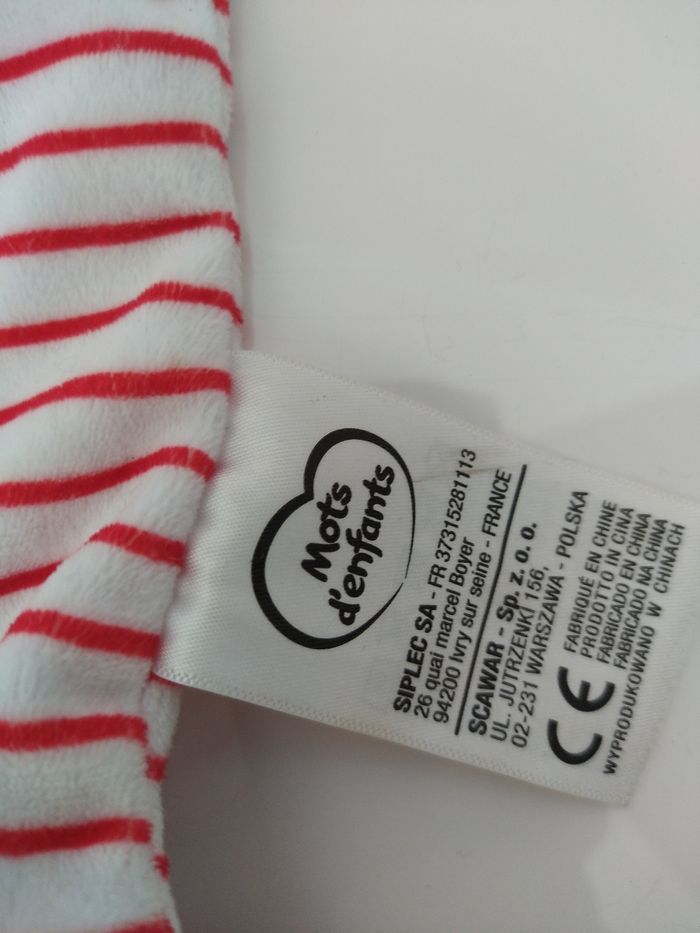 Mots
d'enfants
SIPLEC SA - FR 37315281113
26 quai marcel Boyer
94200 Ivry sur seine - FRANCE
SCAWAR - Sp. z. o. o.
UL. JUTRZENKI 156,
02-231 WARSZAWA - POLSKA
CE
FABRIQUÉ EN CHINE
PRODOTTO IN CINA
FABRICADO EN CHINA
FABRICADO NA CHINA
WYPRODUKOWANO W CHINACH